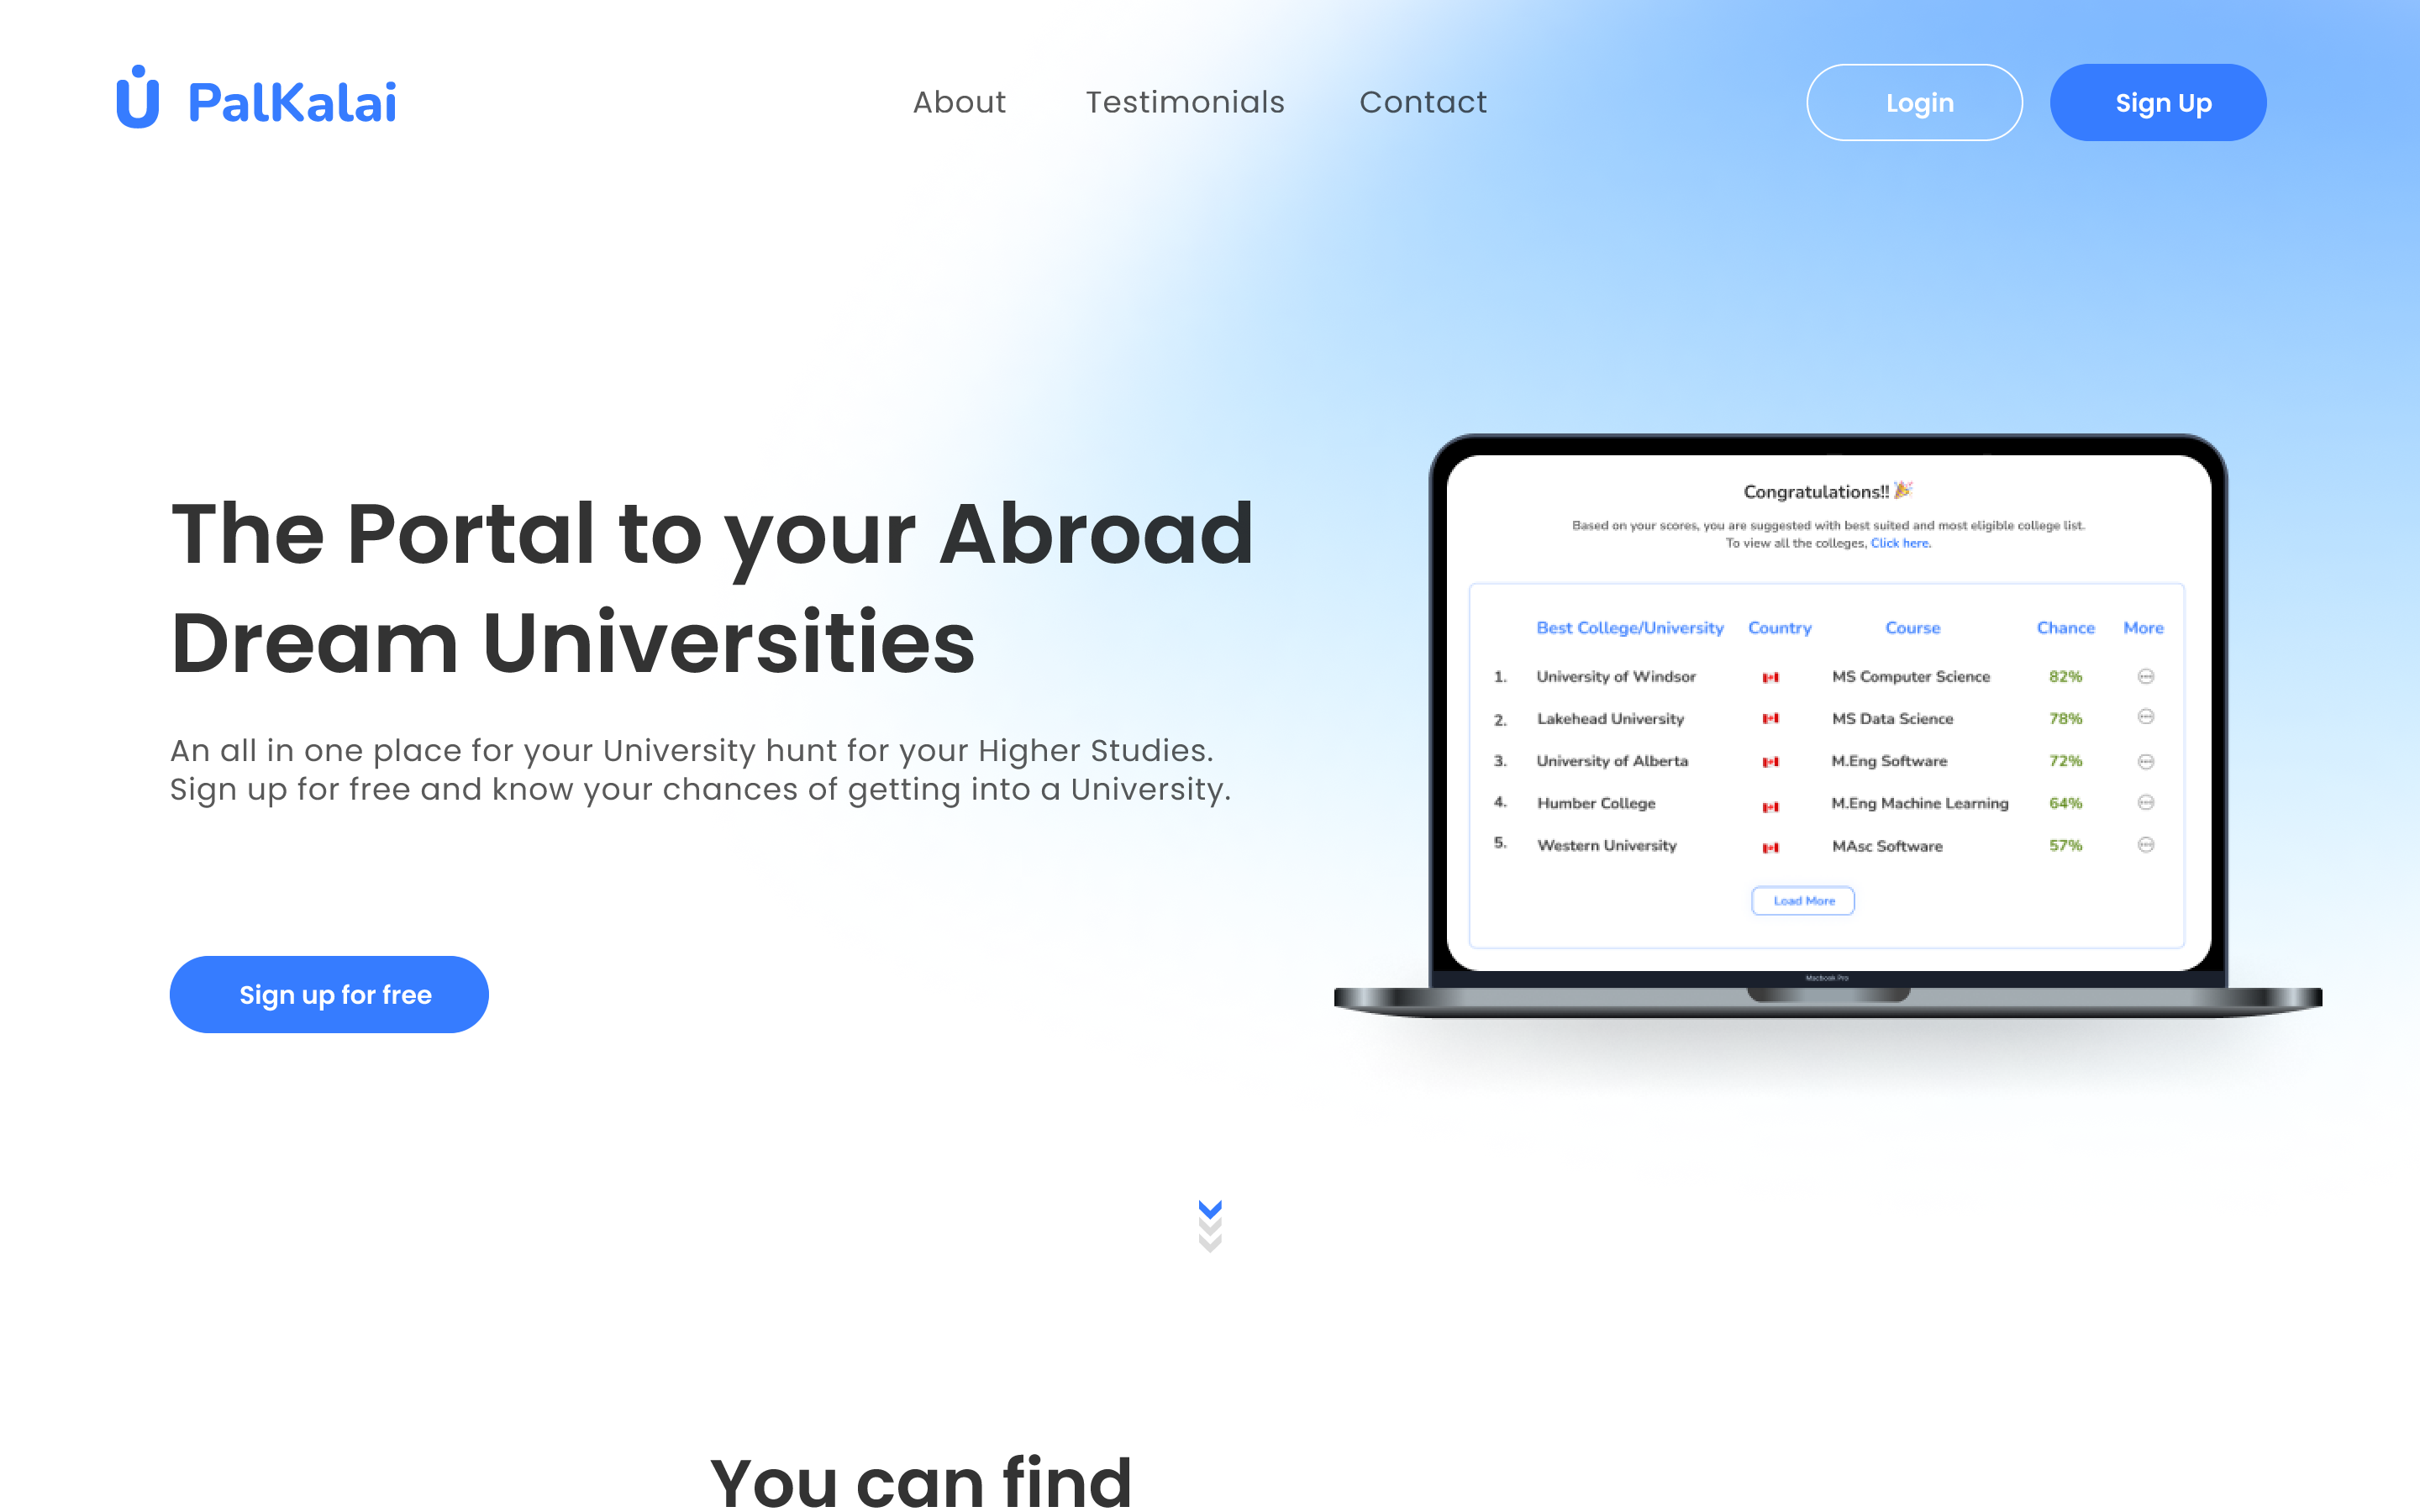 PalKalai
About
Testimonials
Contact
Login
Sign Up
The Portal to your Abroad
Dream Universities
An all in one place for your University hunt for your Higher Studies.
Sign up for free and know your chances of getting into a University.
Sign up for free
Congratulations!! 🎉
Based on your scores, you are suggested with best suited and most eligible college list.
To view all the colleges, Click here.
Best College/University Country Course Chance More
1. University of Windsor MS Computer Science 82%
2. Lakehead University MS Data Science 78%
3. University of Alberta M.Eng Software 72%
4. Humber College M.Eng Machine Learning 64%
5. Western University MAsc Software 57%
Load More
Macbook Pro
You can find